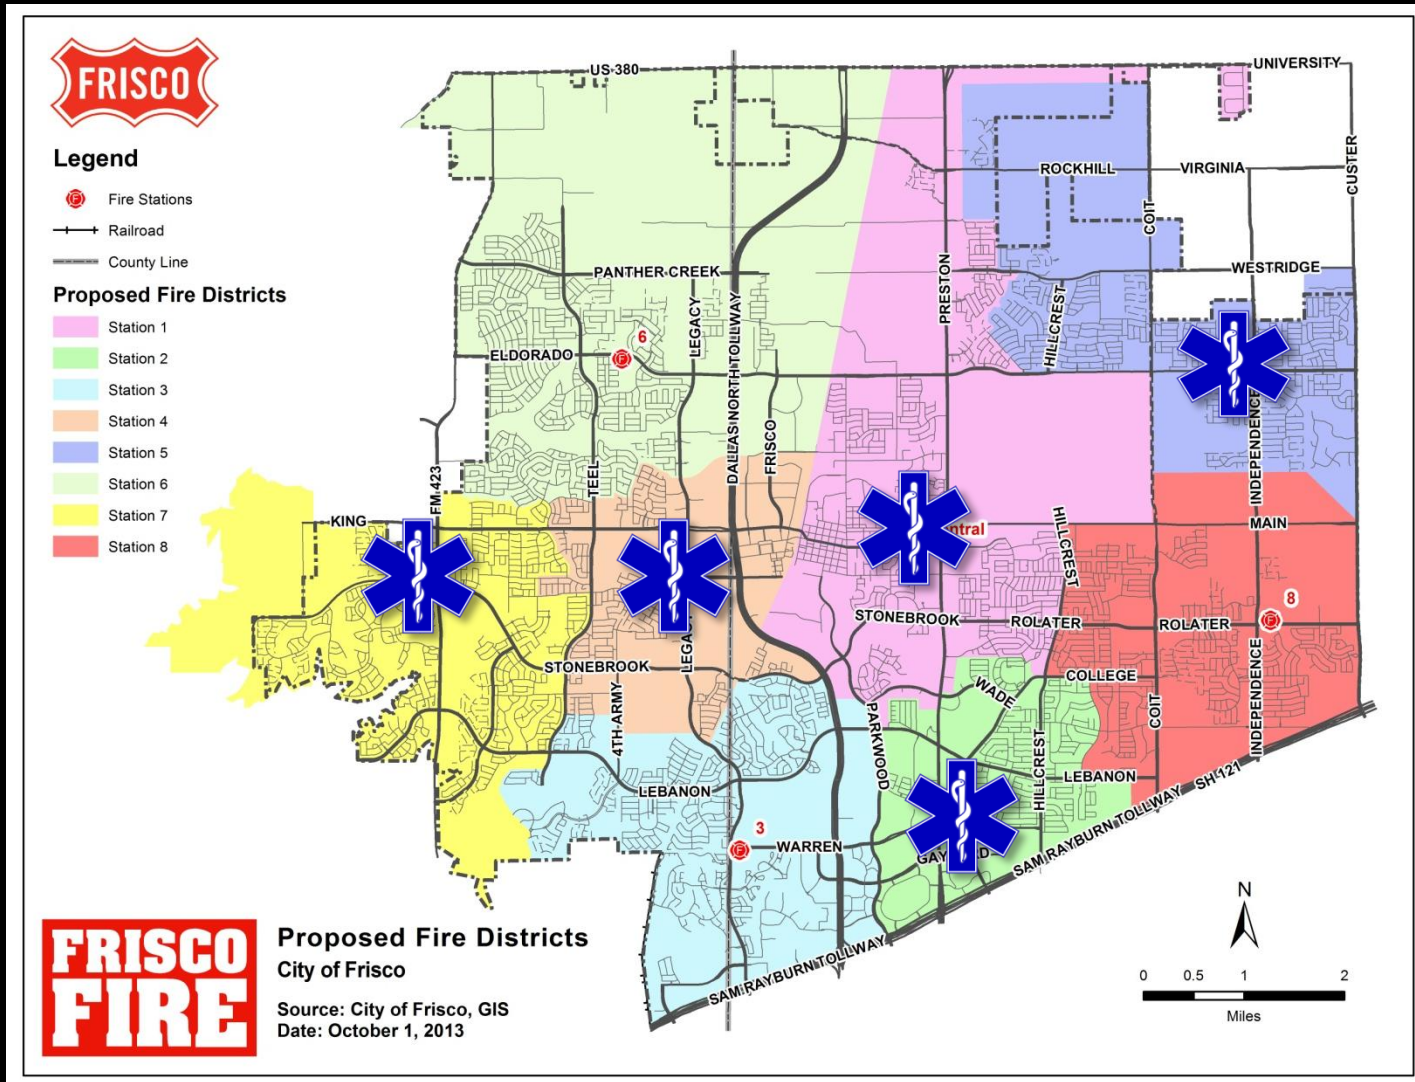 FRISCO
Legend
Fire Stations
Railroad
County Line
Proposed Fire Districts
Station 1
Station 2
Station 3
Station 4
Station 5
Station 6
Station 7
Station 8
US 380
UNIVERSITY
ROCKHILL
VIRGINIA
CUSTER
COIT
PANTHER CREEK
WESTRIDGE
PRESTON
HILLCREST
LEGACY
DALLAS NORTH TOLLWAY
6
ELDORADO
FRISCO
TEEL
FM 423
INDEPENDENCE
KING
MAIN
HILLCREST
8
STONEBROOK
ROLATER
ROLATER
STONEBROOK
COLLEGE
WADE
4TH ARMY
PARKWOOD
COIT
INDEPENDENCE
HILLCREST
LEBANON
LEBANON
SH 121
3
WARREN
SAM RAYBURN TOLLWAY
SAM RAYBURN TOLLWAY
N
0 0.5 1 2
Miles
FRISCO
FIRE
Proposed Fire Districts
City of Frisco
Source: City of Frisco, GIS
Date: October 1, 2013